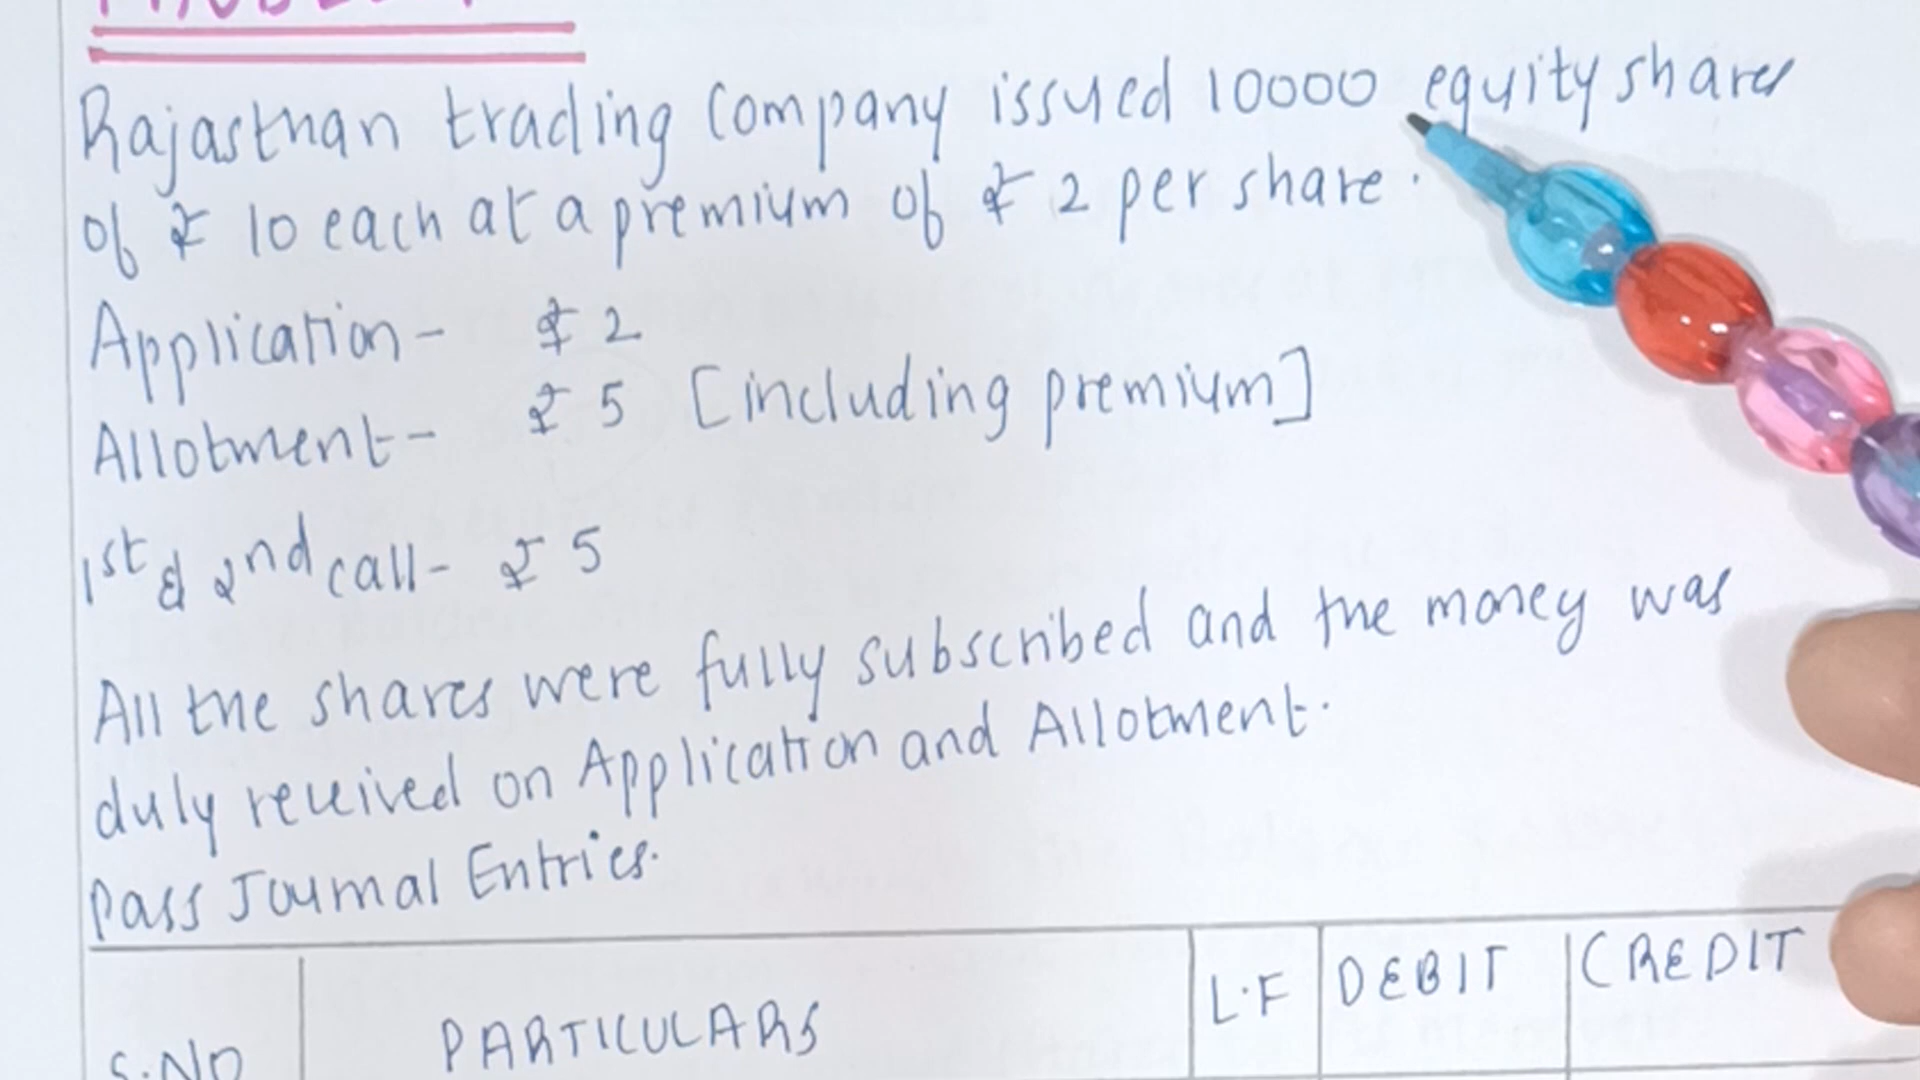 Rajasthan trading Company issued 10000 equity shares
of ₹ 10 each at a premium of ₹ 2 per share.
Application - ₹ 2
Allotment - ₹ 5 [including premium]
1st & 2nd call - ₹ 5
All the shares were fully subscribed and the money was
duly received on Application and Allotment.
Pass Journal Entries.
S.NO PARTICULARS L.F DEBIT CREDIT